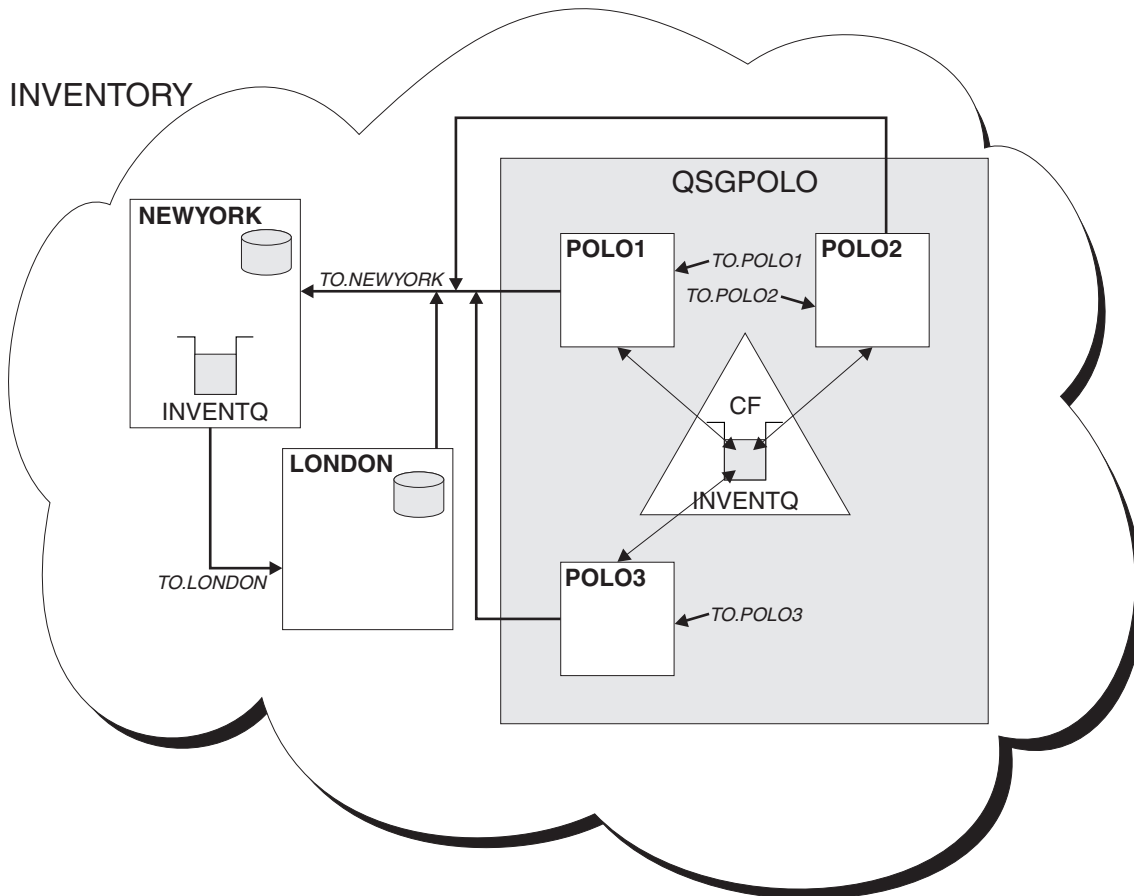 INVENTORY
QSGPOLO
NEWYORK
POLO1
POLO2
TO.POLO1
TO.NEWYORK
TO.POLO2
CF
INVENTQ
LONDON
INVENTQ
POLO3
TO.LONDON
TO.POLO3